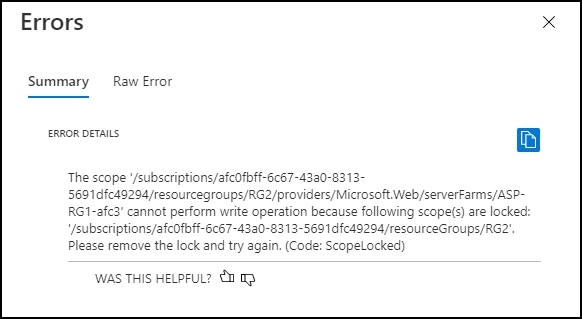 Errors
Summary Raw Error
ERROR DETAILS
The scope '/subscriptions/afc0fbff-6c67-43a0-8313-
5691dfc49294/resourcegroups/RG2/providers/Microsoft.Web/serverFarms/ASP-
RG1-afc3' cannot perform write operation because following scope(s) are locked:
'/subscriptions/afc0fbff-6c67-43a0-8313-5691dfc49294/resourceGroups/RG2'.
Please remove the lock and try again. (Code: ScopeLocked)
WAS THIS HELPFUL?